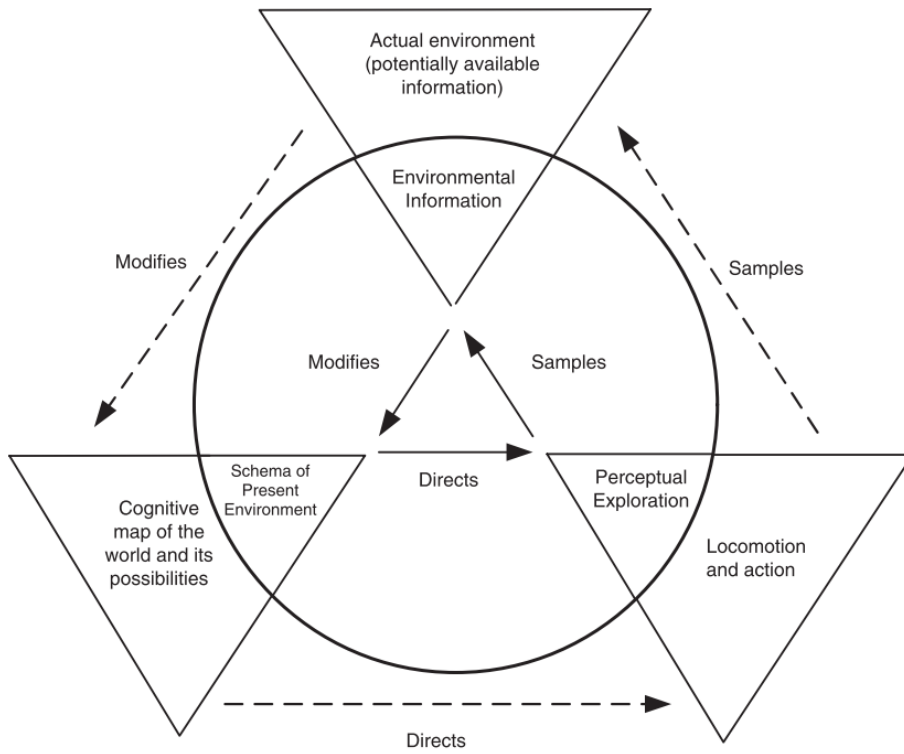 Actual environment
(potentially available
information)
Environmental
Information
Modifies
Samples
Modifies
Samples
Directs
Schema of
Present
Environment
Perceptual
Exploration
Cognitive
map of the
world and its
possibilities
Locomotion
and action
Directs